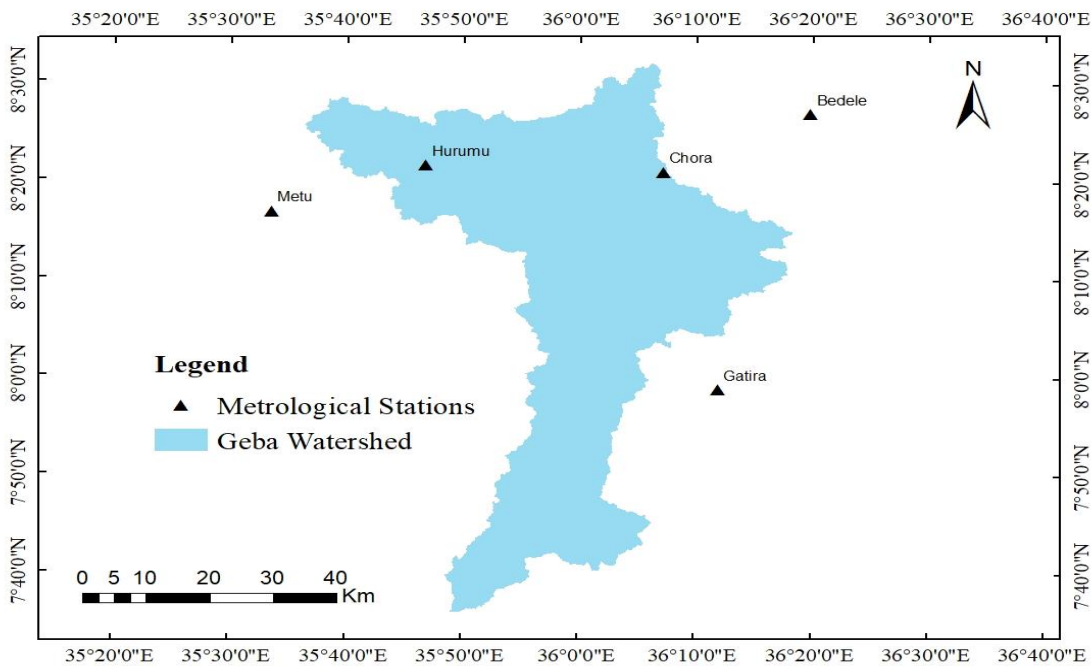 35°20'0"E 35°30'0"E 35°40'0"E 35°50'0"E 36°0'0"E 36°10'0"E 36°20'0"E 36°30'0"E 36°40'0"E
8°30'0"N
8°20'0"N
8°10'0"N
8°0'0"N
7°50'0"N
7°40'0"N
N
Bedele
Hurumu
Chora
Metu
Gatira
Legend
Metrological Stations
Geba Watershed
0 5 10 20 30 40
Km
8°30'0"N
8°20'0"N
8°10'0"N
8°0'0"N
7°50'0"N
7°40'0"N
35°20'0"E 35°30'0"E 35°40'0"E 35°50'0"E 36°0'0"E 36°10'0"E 36°20'0"E 36°30'0"E 36°40'0"E